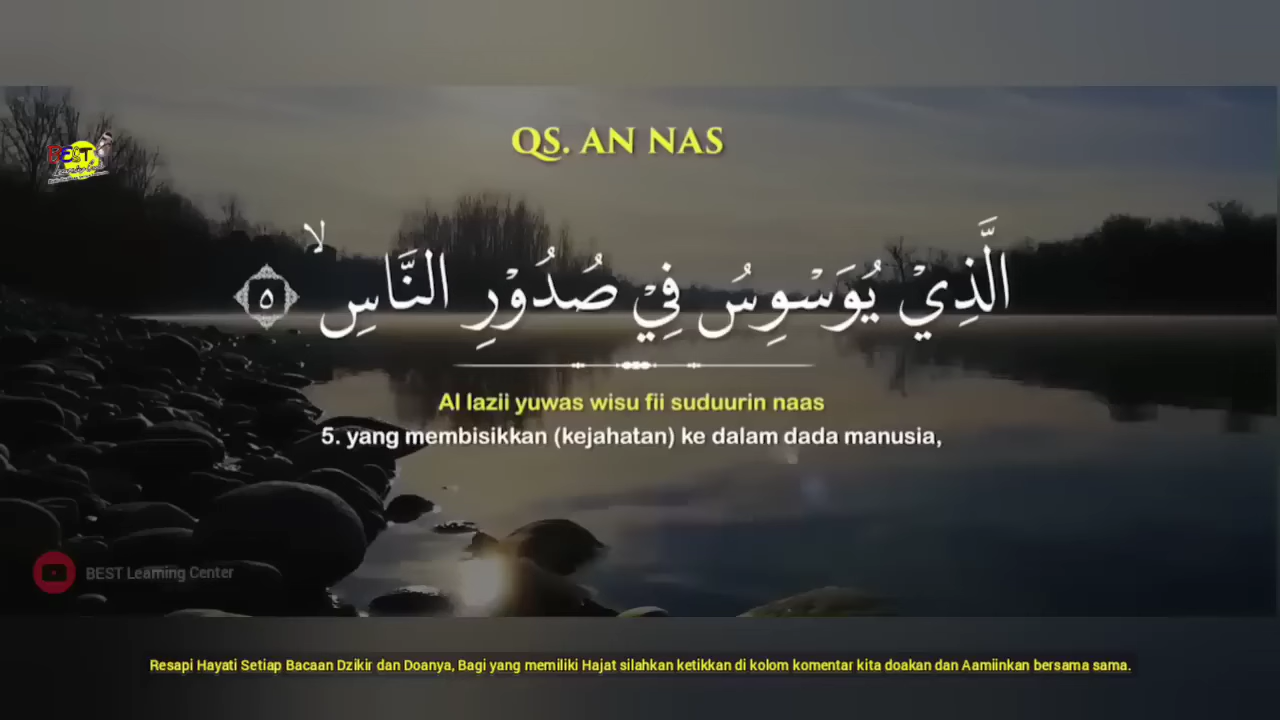 QS. AN NAS
BEST
الَّذِيْ يُوَسْوِسُ فِيْ صُدُوْرِ النَّاسِۙ ٥
Al lazii yuwas wisu fii suduurin naas
5. yang membisikkan (kejahatan) ke dalam dada manusia,
BEST Learning Center
Resapi Hayati Setiap Bacaan Dzikir dan Doanya, Bagi yang memiliki Hajat silahkan ketikkan di kolom komentar kita doakan dan Aamiinkan bersama sama.